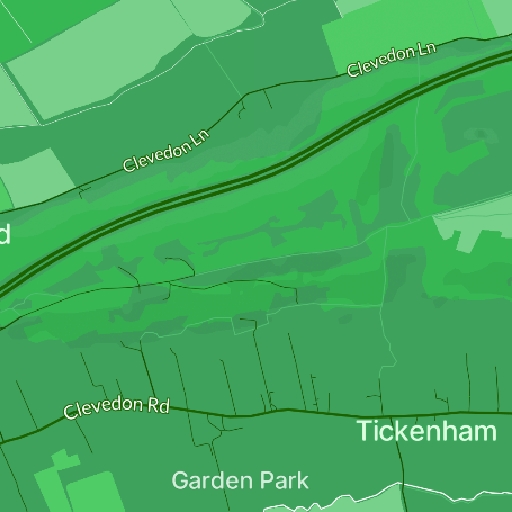 Clevedon Ln
Clevedon Ln
d
Clevedon Rd
Tickenham
Garden Park